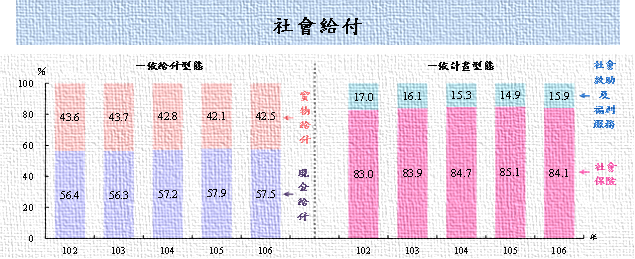 社會給付
—依給付型態
—依計畫型態
%
100
80
60
40
20
0
43.6 43.7 42.8 42.1 42.5
56.4 56.3 57.2 57.9 57.5
102 103 104 105 106
實物給付
現金給付
17.0 16.1 15.3 14.9 15.9
83.0 83.9 84.7 85.1 84.1
102 103 104 105 106
年
社會
救助
及
福利
服務
社會
保險